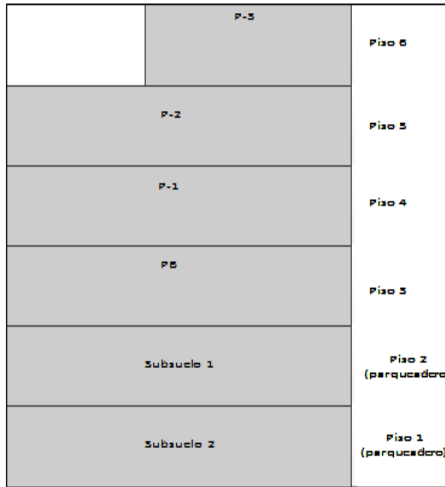 P-3
Piso 6
P-2
Piso 5
P-1
Piso 4
PB
Piso 3
Subsuelo 1
Piso 2
(parqueadero
Subsuelo 2
Piso 1
(parqueadero)